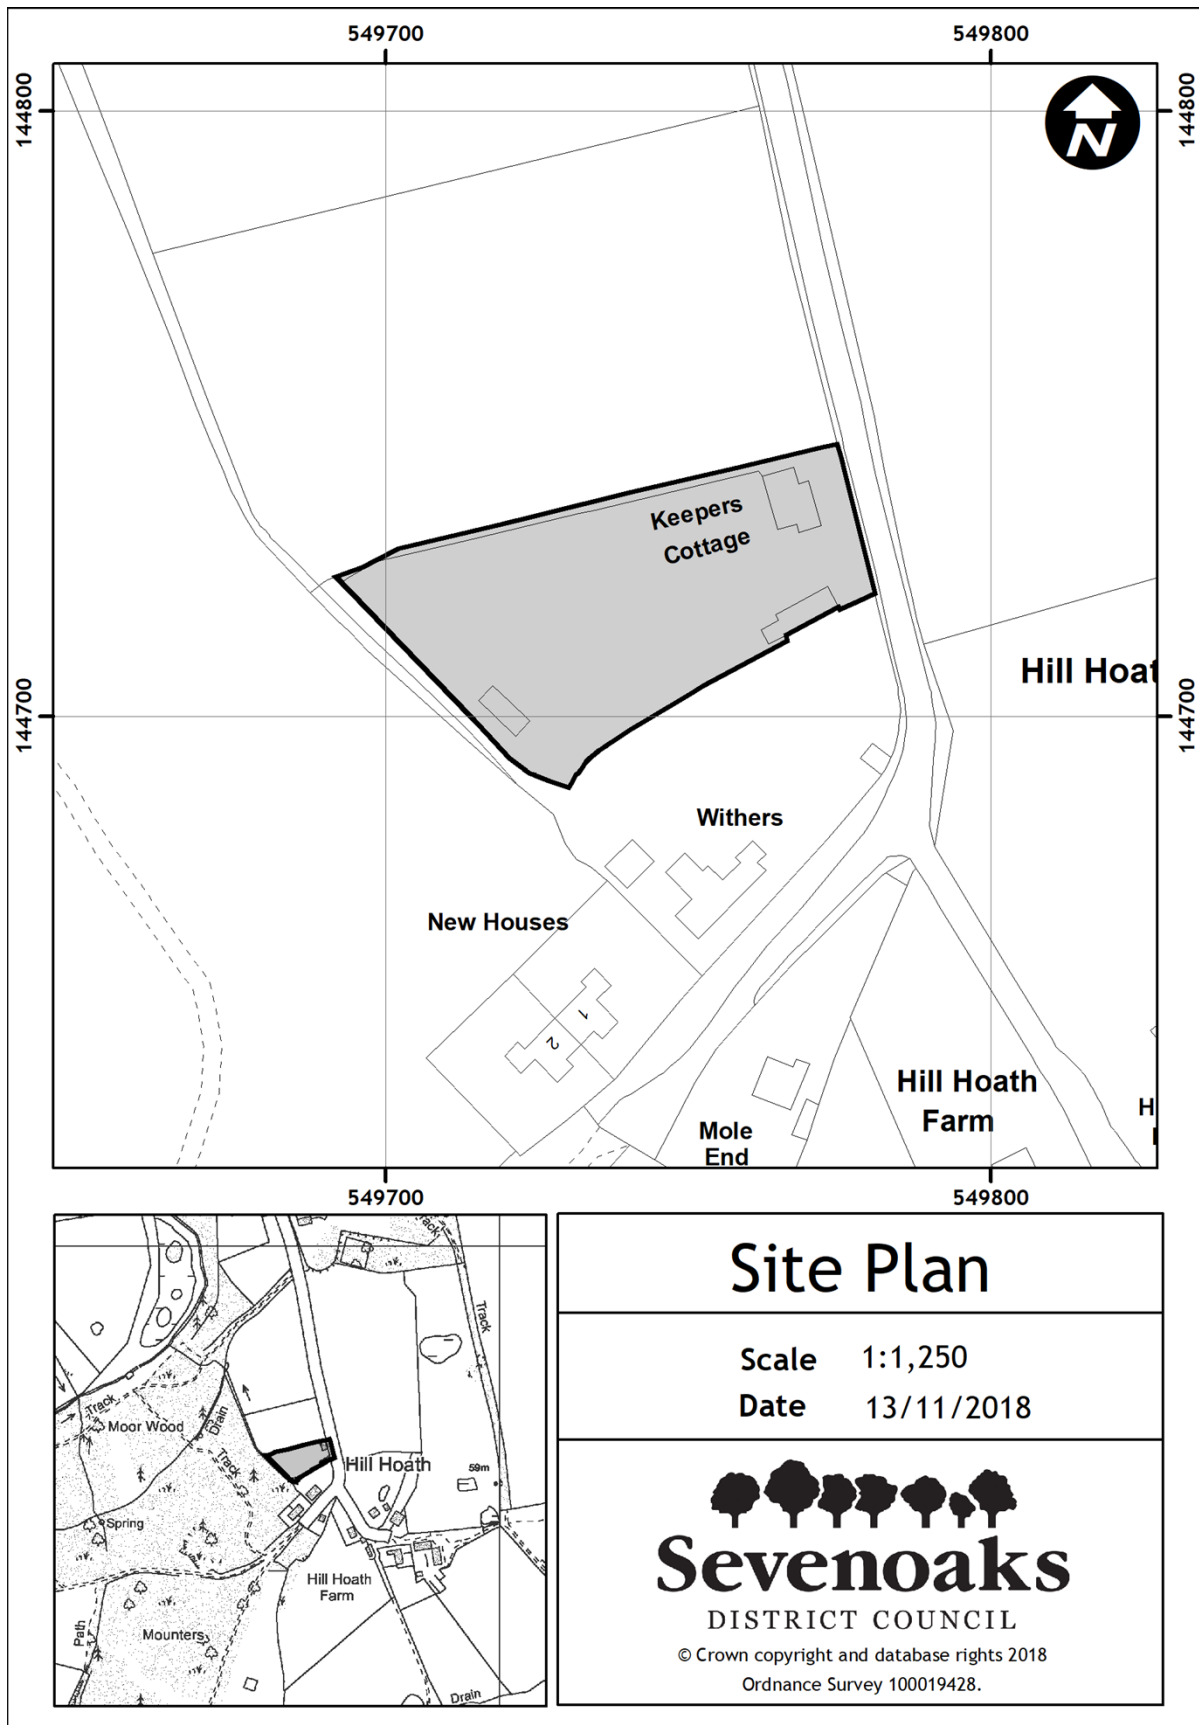 549700
549800
144800
144800
Keepers
Cottage
Hill Hoat
144700
144700
Withers
New Houses
1
2
Hill Hoath
Farm
Mole
End
H
549700
549800
Track
Track
Moor Wood
Track
Drain
Track
Hill Hoath
59m
Spring
Hill Hoath
Farm
Mounters
Path
Drain
Site Plan
Scale 1:1,250
Date 13/11/2018
Sevenoaks
DISTRICT COUNCIL
© Crown copyright and database rights 2018
Ordnance Survey 100019428.
N